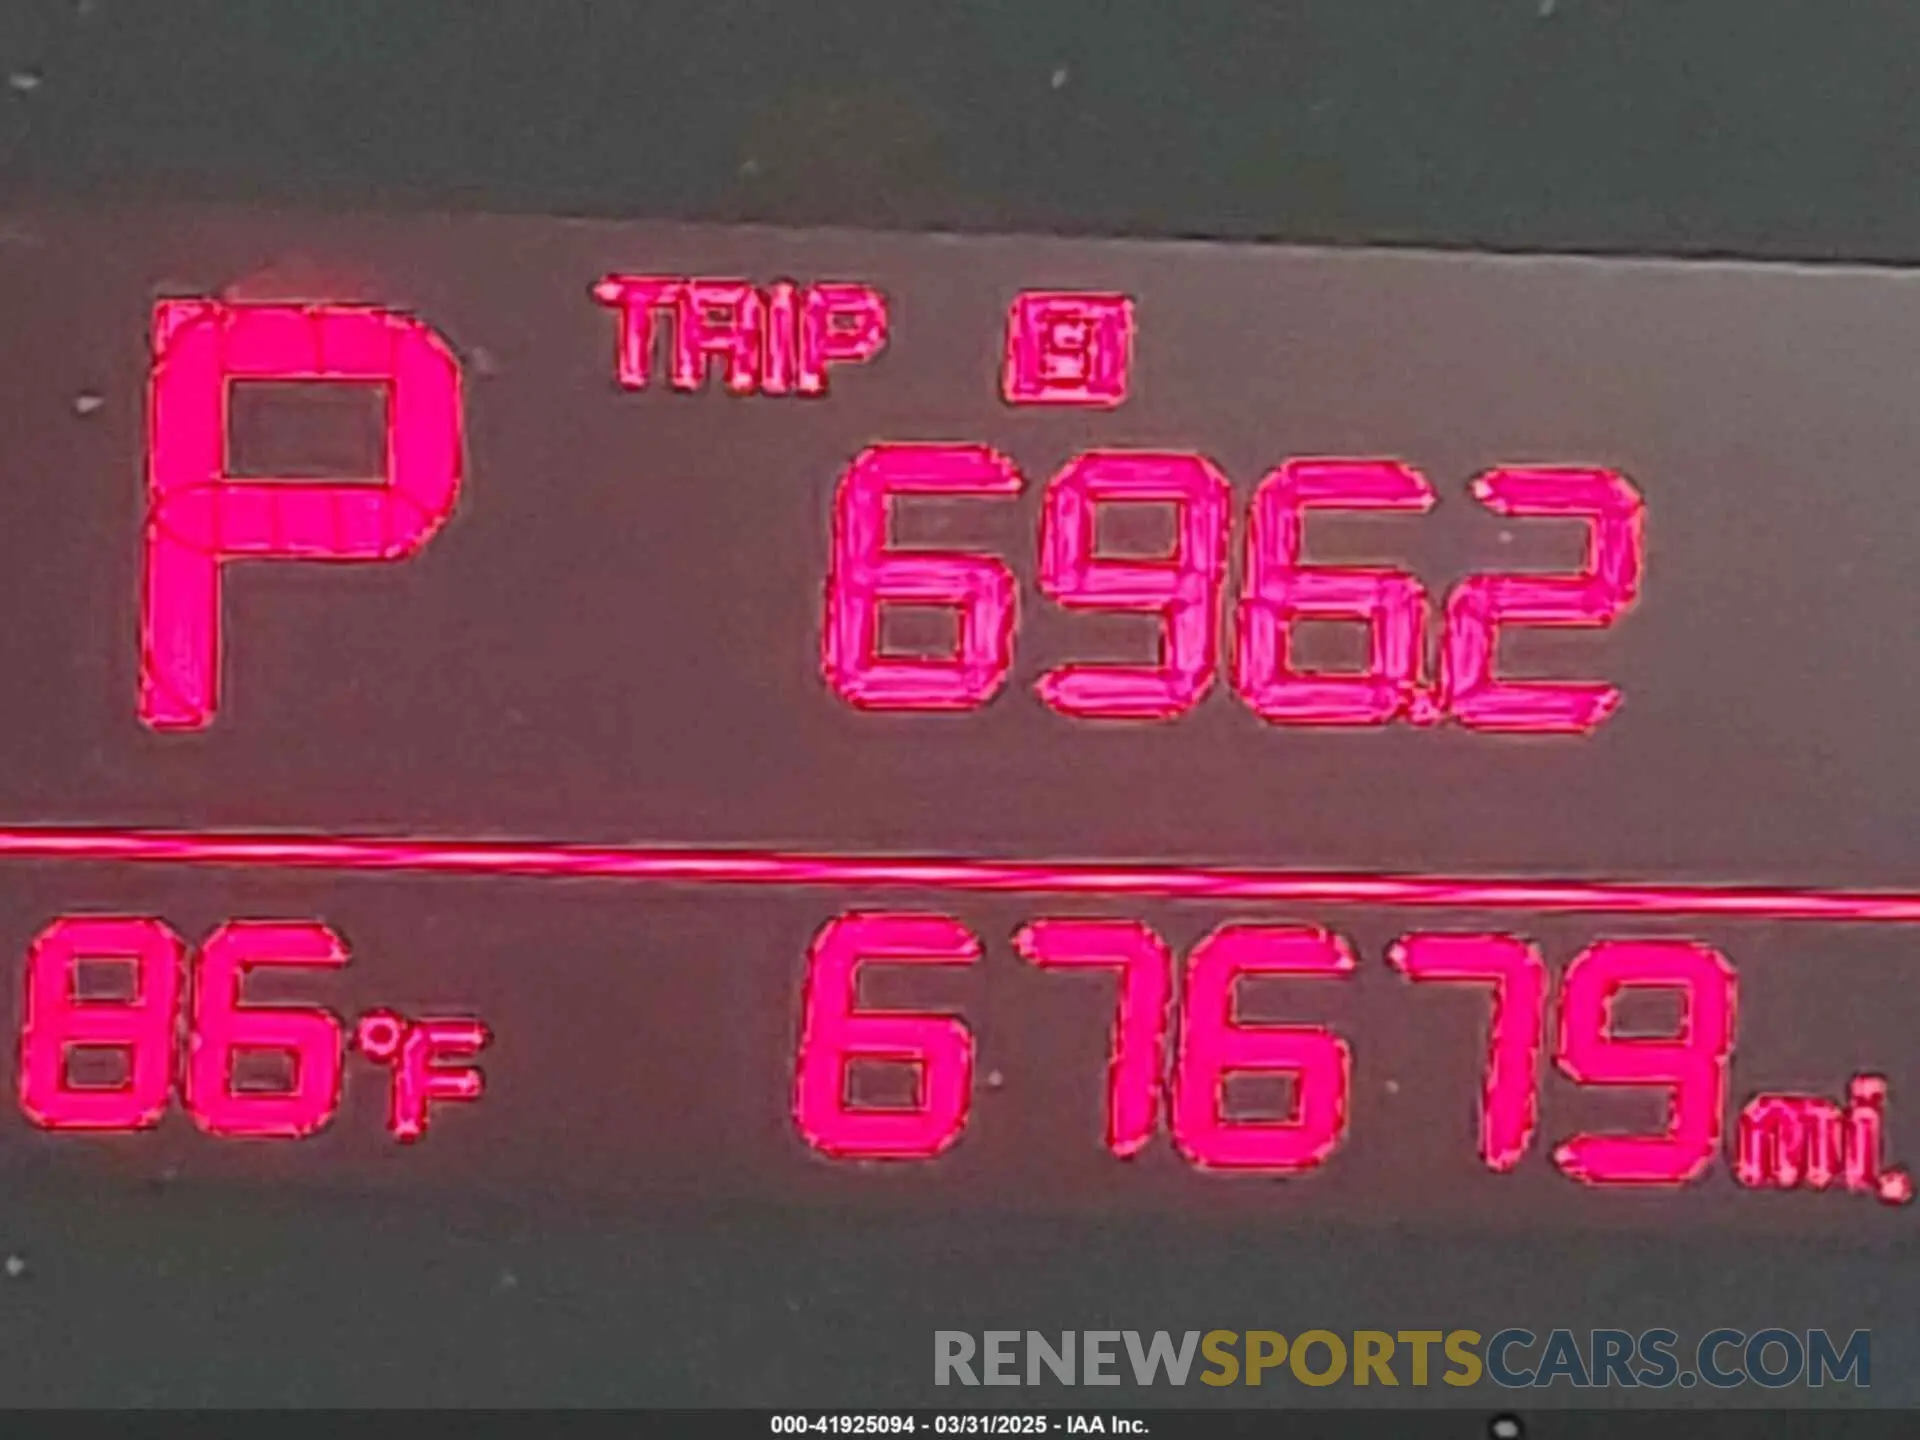 P
TRIP
696.2
86°F
67679 mi.
RENEWSPORTSCARS.COM
000-41925094 - 03/31/2025 - IAA Inc.